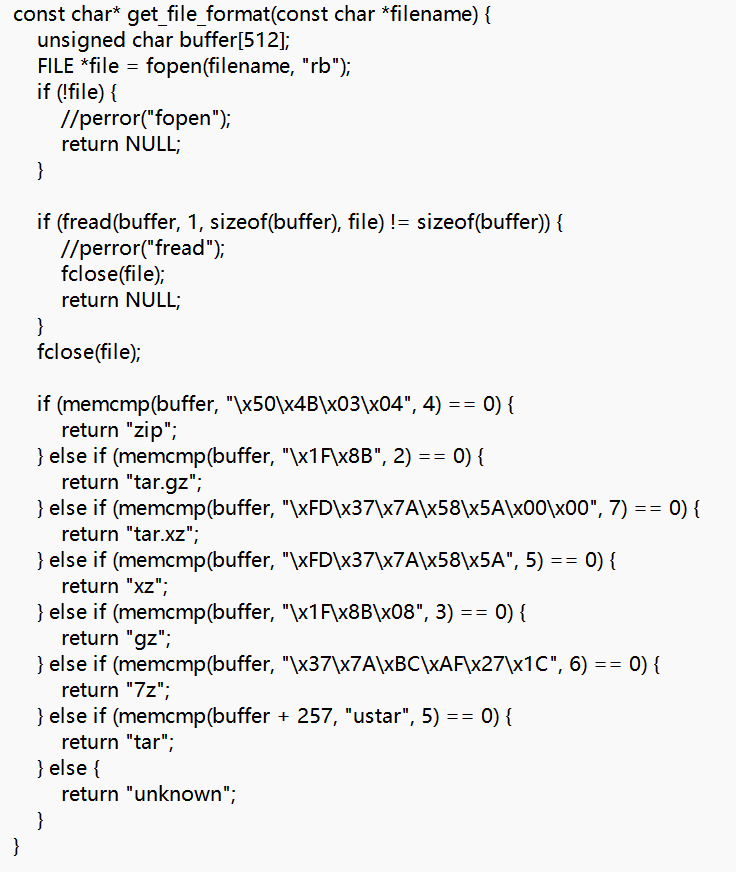 const char* get_file_format(const char *filename) {
    unsigned char buffer[512];
    FILE *file = fopen(filename, "rb");
    if (!file) {
        //perror("fopen");
        return NULL;
    }

    if (fread(buffer, 1, sizeof(buffer), file) != sizeof(buffer)) {
        //perror("fread");
        fclose(file);
        return NULL;
    }
    fclose(file);

    if (memcmp(buffer, "\x50\x4B\x03\x04", 4) == 0) {
        return "zip";
    } else if (memcmp(buffer, "\x1F\x8B", 2) == 0) {
        return "tar.gz";
    } else if (memcmp(buffer, "\xFD\x37\x7A\x58\x5A\x00\x00", 7) == 0) {
        return "tar.xz";
    } else if (memcmp(buffer, "\xFD\x37\x7A\x58\x5A", 5) == 0) {
        return "xz";
    } else if (memcmp(buffer, "\x1F\x8B\x08", 3) == 0) {
        return "gz";
    } else if (memcmp(buffer, "\x37\x7A\xBC\xAF\x27\x1C", 6) == 0) {
        return "7z";
    } else if (memcmp(buffer + 257, "ustar", 5) == 0) {
        return "tar";
    } else {
        return "unknown";
    }
}